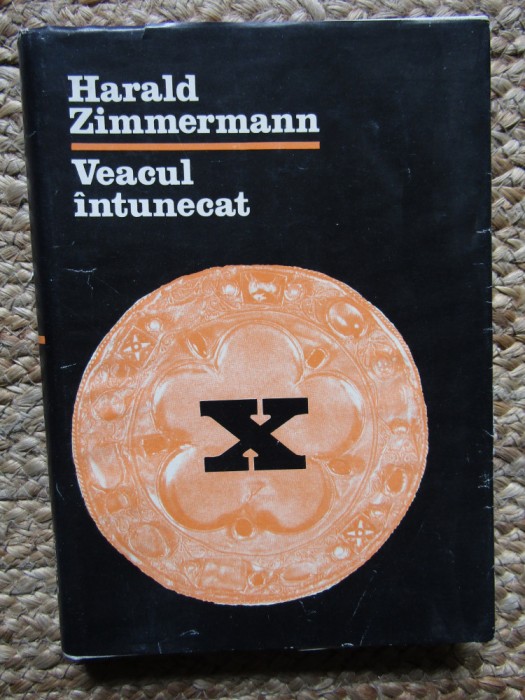 Harald
Zimmermann
Veacul
întunecat
X